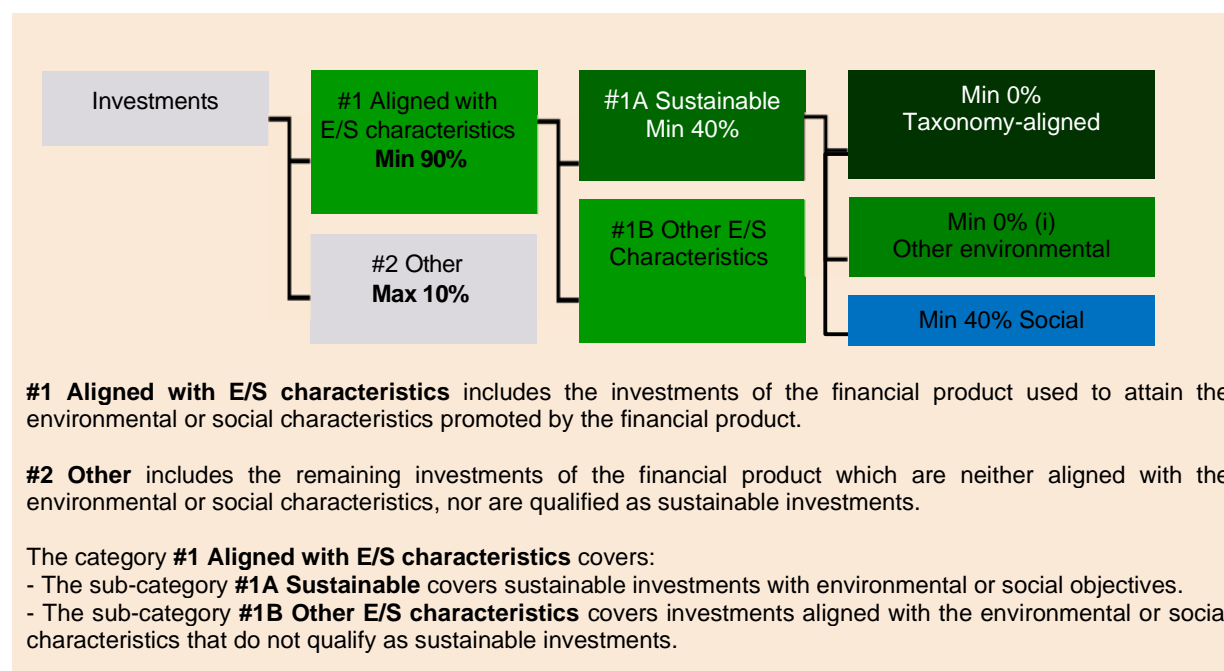 Investments
#1 Aligned with
E/S characteristics
Min 90%
#2 Other
Max 10%
#1A Sustainable
Min 40%
#1B Other E/S
Characteristics
Min 0%
Taxonomy-aligned
Min 0% (i)
Other environmental
Min 40% Social
#1 Aligned with E/S characteristics includes the investments of the financial product used to attain the
environmental or social characteristics promoted by the financial product.
#2 Other includes the remaining investments of the financial product which are neither aligned with the
environmental or social characteristics, nor are qualified as sustainable investments.
The category #1 Aligned with E/S characteristics covers:
- The sub-category #1A Sustainable covers sustainable investments with environmental or social objectives.
- The sub-category #1B Other E/S characteristics covers investments aligned with the environmental or social
characteristics that do not qualify as sustainable investments.